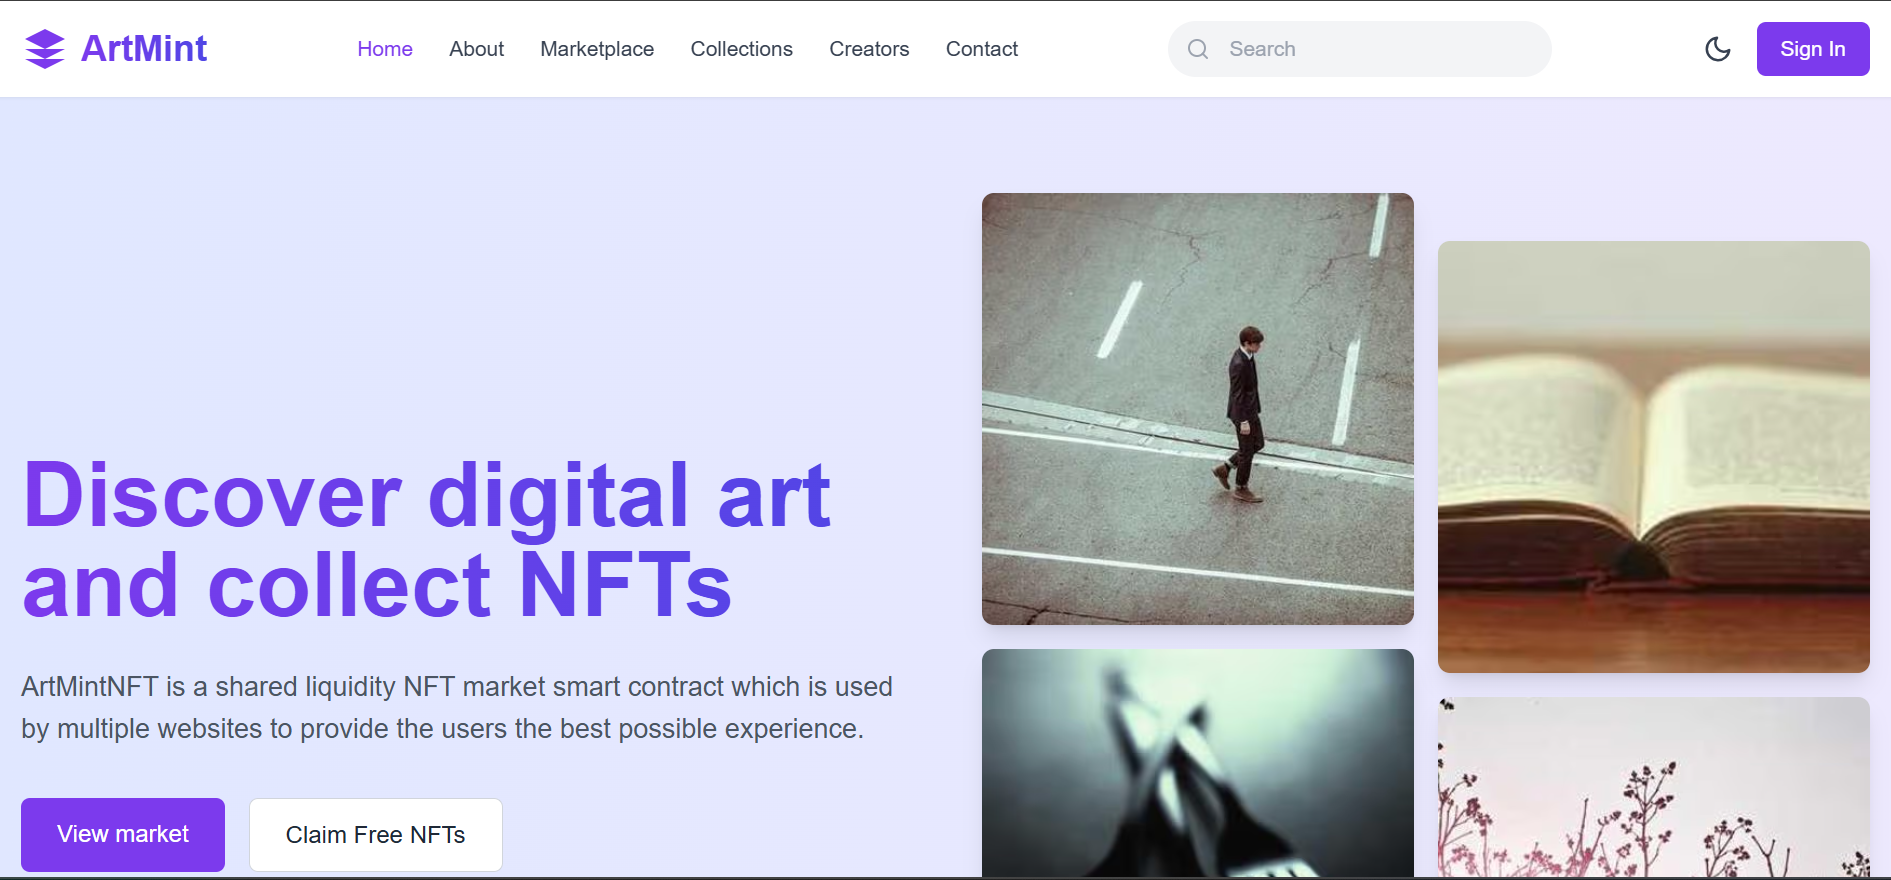 ArtMint
Home
About
Marketplace
Collections
Creators
Contact
Search
Sign In
Discover digital art
and collect NFTs
ArtMintNFT is a shared liquidity NFT market smart contract which is used
by multiple websites to provide the users the best possible experience.
View market
Claim Free NFTs